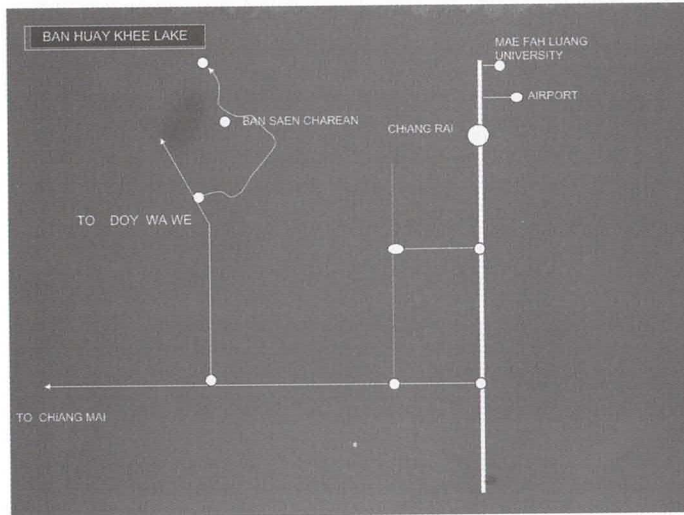 BAN HUAY KHEE LAKE
MAE FAH LUANG
UNIVERSITY
AIRPORT
BAN SAEN CHAREAN
CHIANG RAI
TO DOY WA WE
TO CHIANG MAI